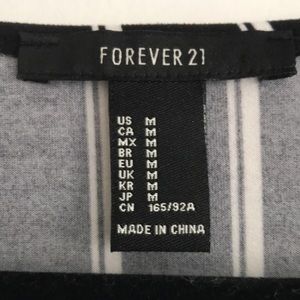 FOREVER 21
US M
CA M
MX M
BR M
EU M
UK M
KR M
JP M
CN 165/92A
MADE IN CHINA